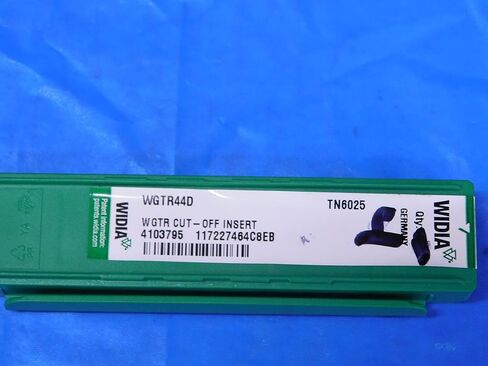 Patent information:
patents.widia.com
WIDIA
WGTR44D
TN6025
WGTR CUT-OFF INSERT
4103795 117227464C8EB
Qty.
GERMANY
WIDIA